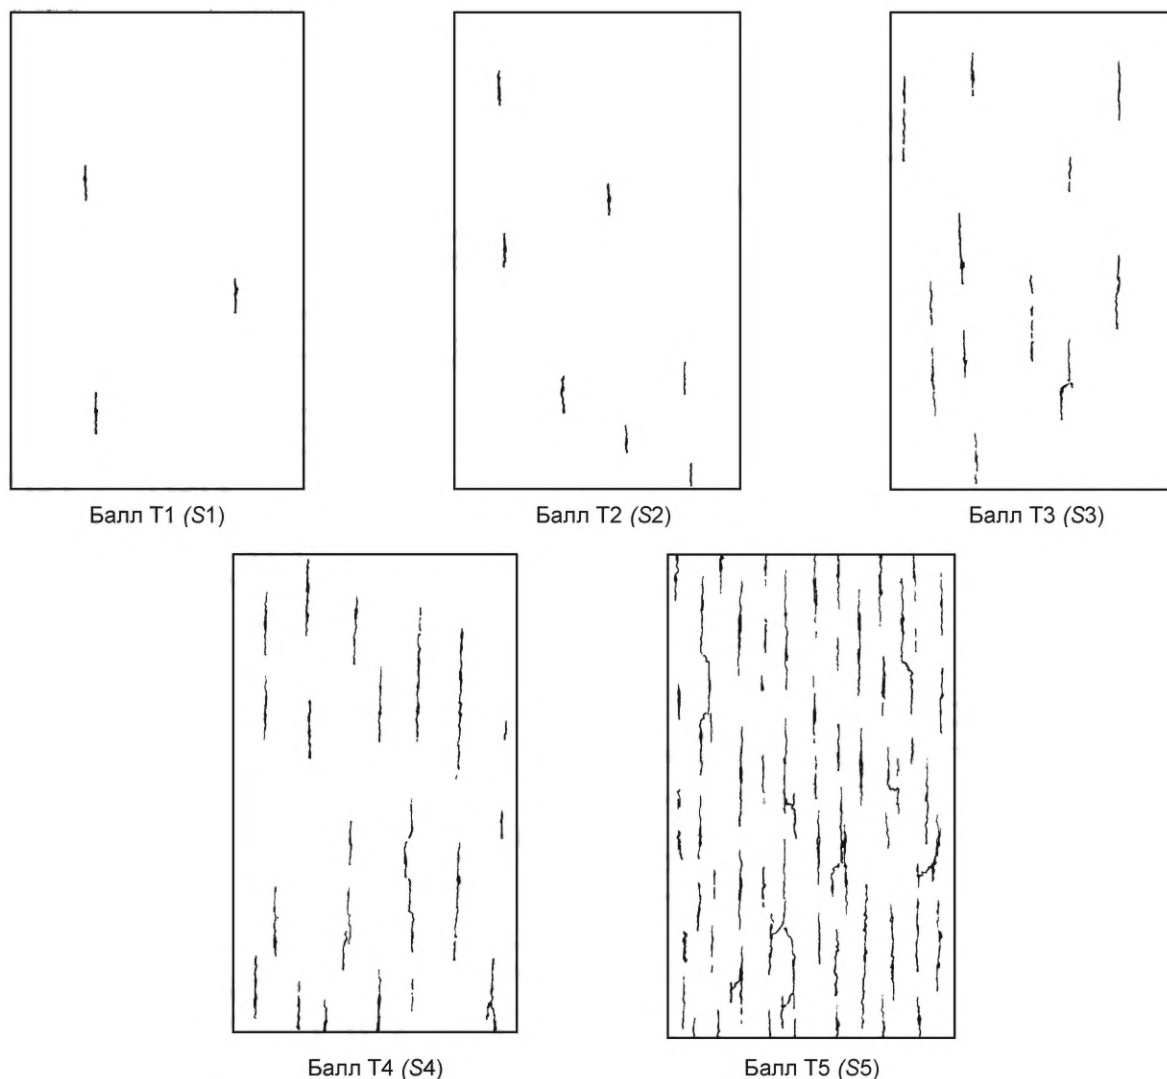 Балл Т1 (S1)
Балл Т2 (S2)
Балл Т3 (S3)
Балл Т4 (S4)
Балл Т5 (S5)